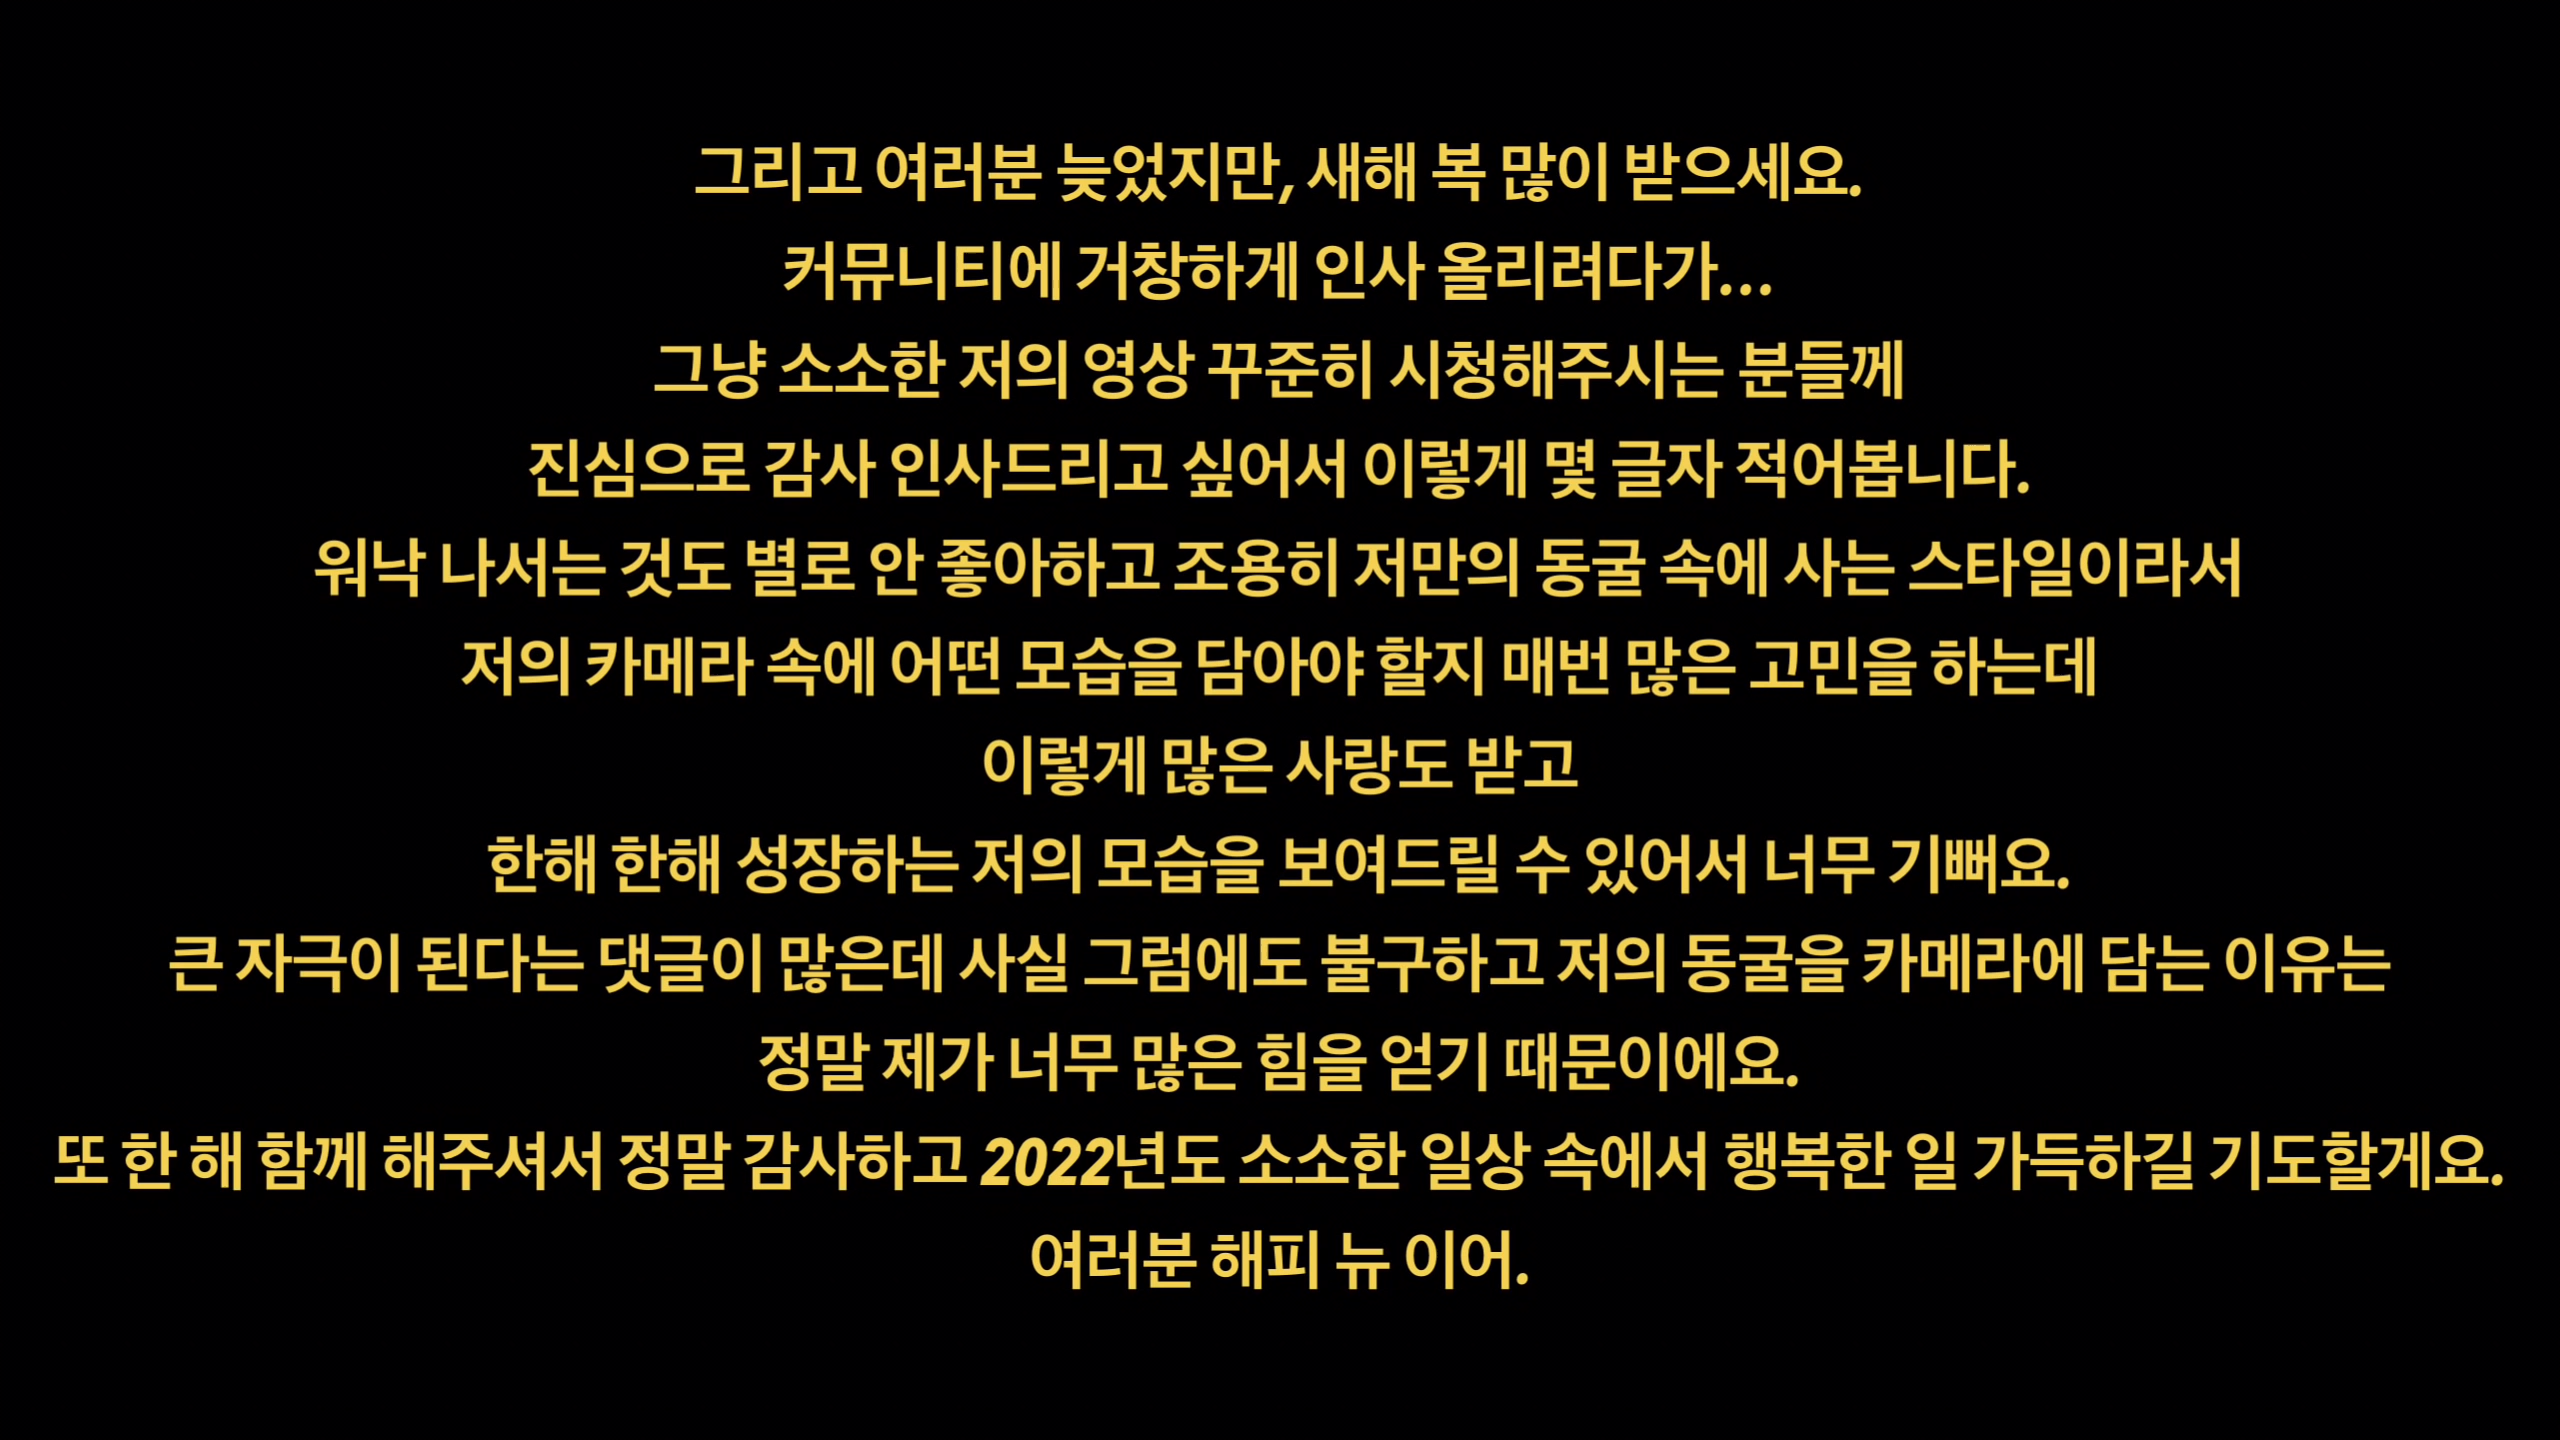 그리고 여러분 늦었지만, 새해 복 많이 받으세요.
커뮤니티에 거창하게 인사 올리려다가...
그냥 소소한 저의 영상 꾸준히 시청해주시는 분들께
진심으로 감사 인사드리고 싶어서 이렇게 몇 글자 적어봅니다.
워낙 나서는 것도 별로 안 좋아하고 조용히 저만의 동굴 속에 사는 스타일이라서
저의 카메라 속에 어떤 모습을 담아야 할지 매번 많은 고민을 하는데
이렇게 많은 사랑도 받고
한해 한해 성장하는 저의 모습을 보여드릴 수 있어서 너무 기뻐요.
큰 자극이 된다는 댓글이 많은데 사실 그럼에도 불구하고 저의 동굴을 카메라에 담는 이유는
정말 제가 너무 많은 힘을 얻기 때문이에요.
또 한 해 함께 해주셔서 정말 감사하고 2022년도 소소한 일상 속에서 행복한 일 가득하길 기도할게요.
여러분 해피 뉴 이어.